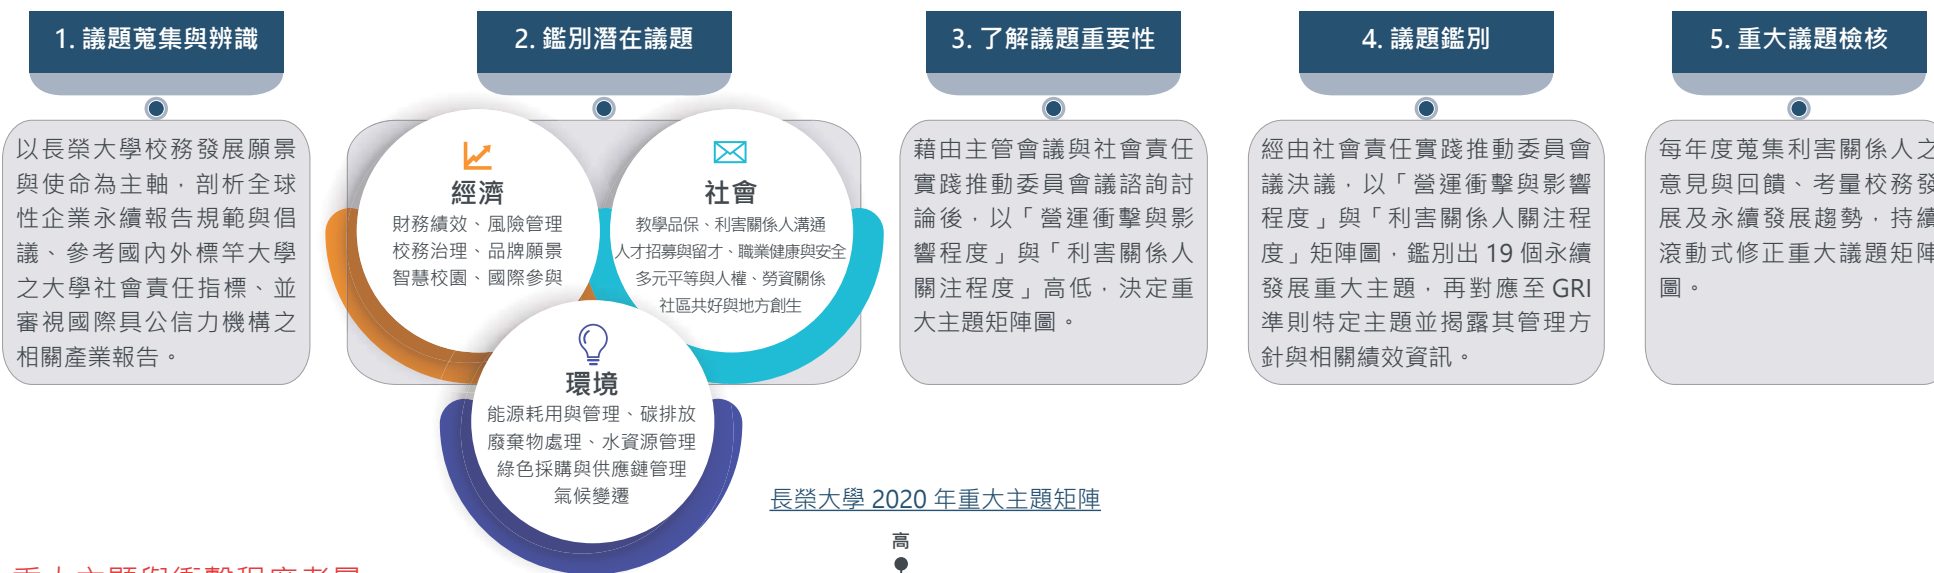 1. 議題蒐集與辨識
以長榮大學校務發展願景
與使命為主軸，剖析全球
性企業永續報告規範與倡
議、參考國內外標竿大學
之大學社會責任指標、並
審視國際具公信力機構之
相關產業報告。
2. 鑑別潛在議題
經濟
財務績效、風險管理
校務治理、品牌願景
智慧校園、國際參與
社會
教學品保、利害關係人溝通
人才招募與留才、職業健康與安全
多元平等與人權、勞資關係
社區共好與地方創生
環境
能源耗用與管理、碳排放
廢棄物處理、水資源管理
綠色採購與供應鏈管理
氣候變遷
3. 了解議題重要性
藉由主管會議與社會責任
實踐推動委員會議諮詢討
論後，以「營運衝擊與影
響程度」與「利害關係人
關注程度」高低，決定重
大主題矩陣圖。
4. 議題鑑別
經由社會責任實踐推動委員會
議決議，以「營運衝擊與影響
程度」與「利害關係人關注程
度」矩陣圖，鑑別出 19 個永續
發展重大主題，再對應至 GRI
準則特定主題並揭露其管理方
針與相關績效資訊。
5. 重大議題檢核
每年度蒐集利害關係人之
意見與回饋、考量校務發
展及永續發展趨勢，持續
滾動式修正重大議題矩陣
圖。
長榮大學 2020 年重大主題矩陣
高
重大主題與衝擊程度考量